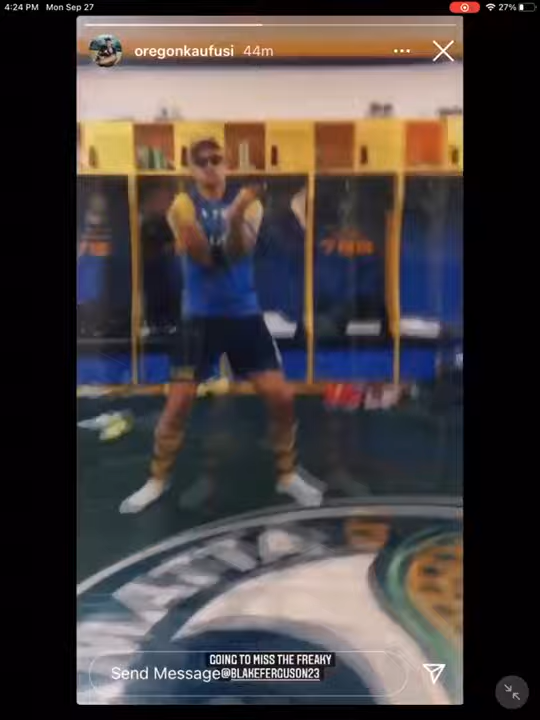 4:24 PM Mon Sep 27
27%
oregonkaufusi 44m
GOING TO MISS THE FREAKY
Send Message @BLAKEFERGUSON23